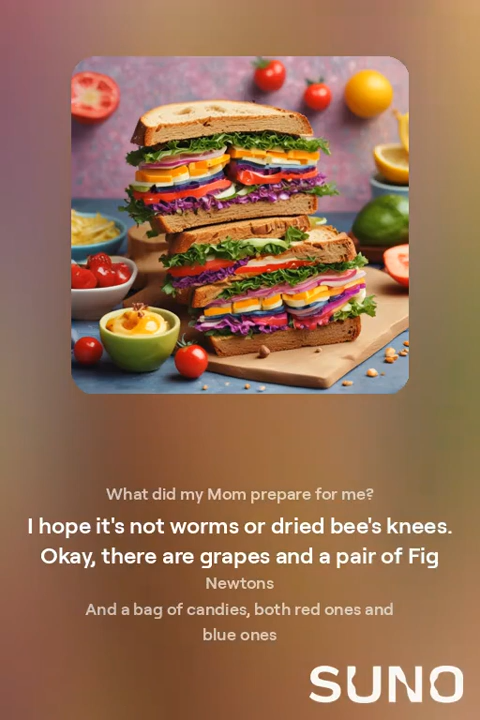 What did my Mom prepare for me?
I hope it's not worms or dried bee's knees.
Okay, there are grapes and a pair of Fig
Newtons
And a bag of candies, both red ones and
blue ones
SUNO